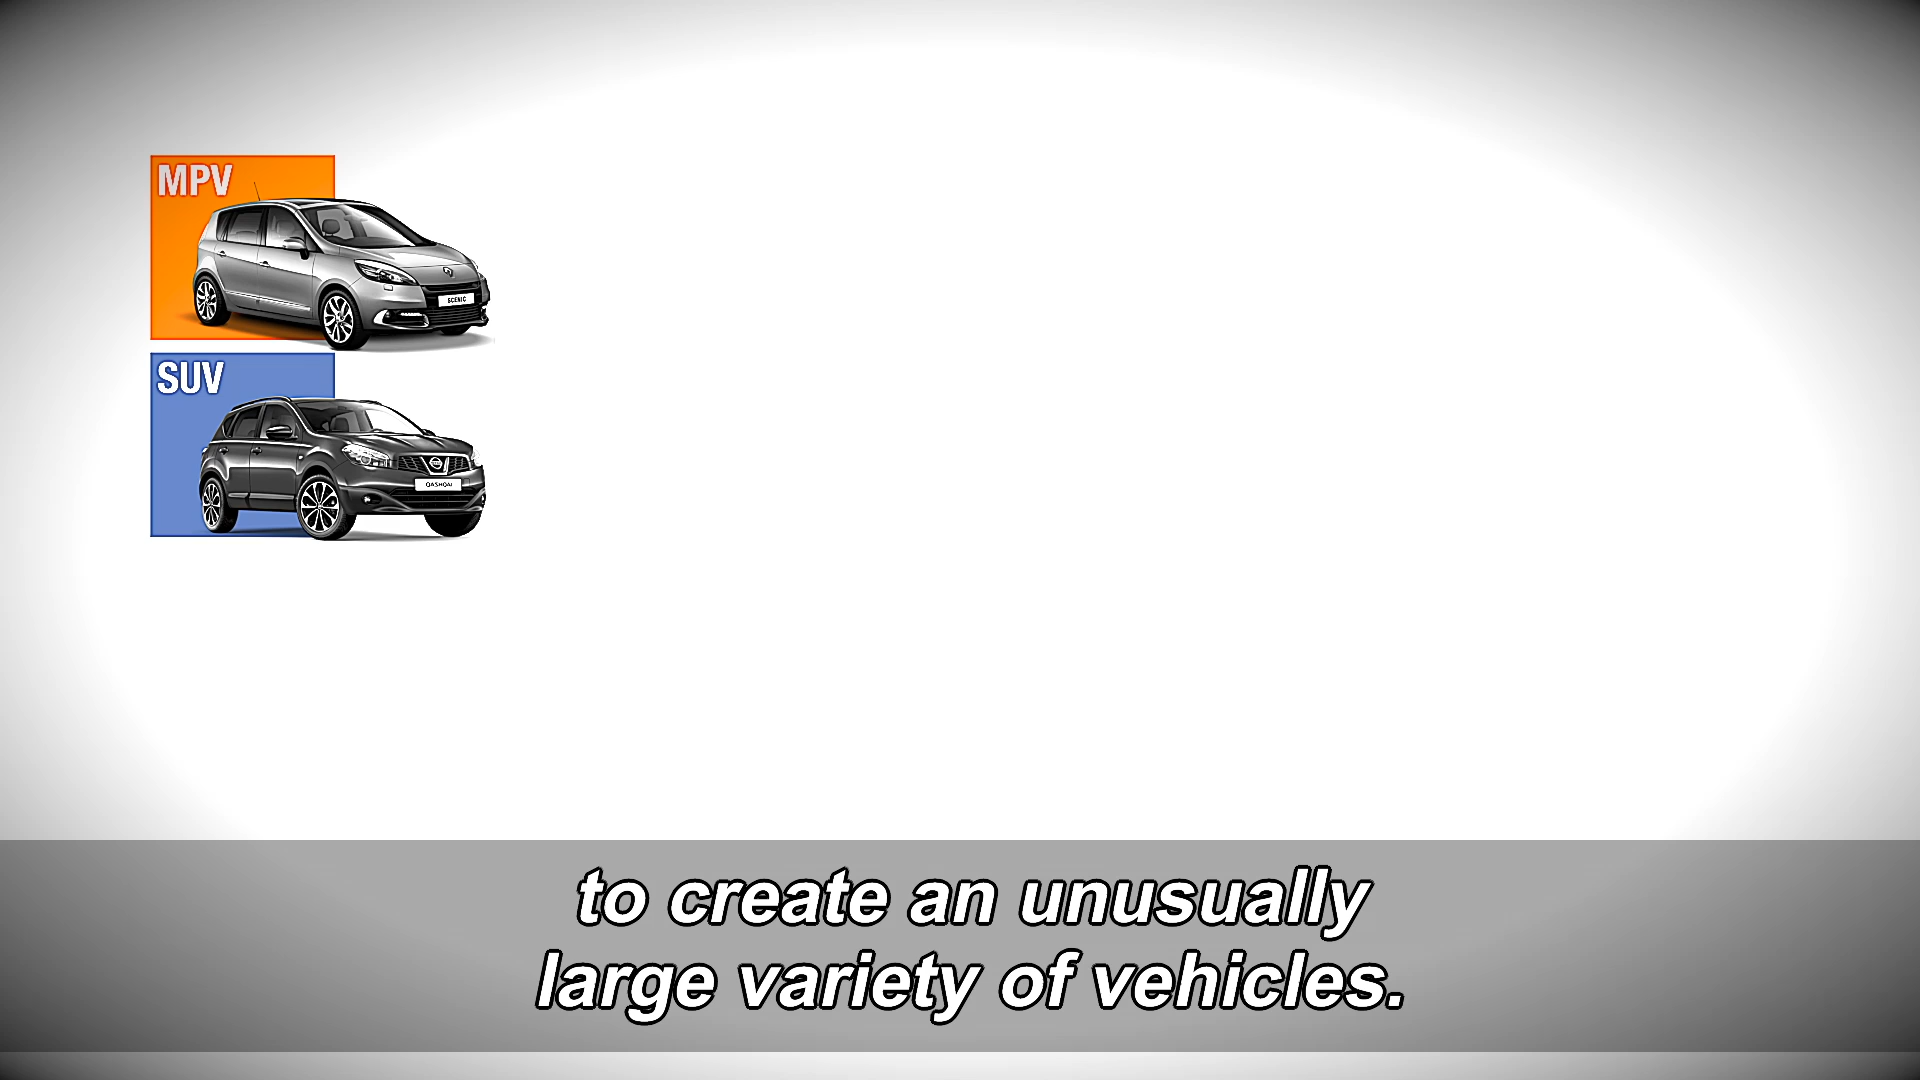 MPV
SCENIC
SUV
QASHQAI
to create an unusually
large variety of vehicles.